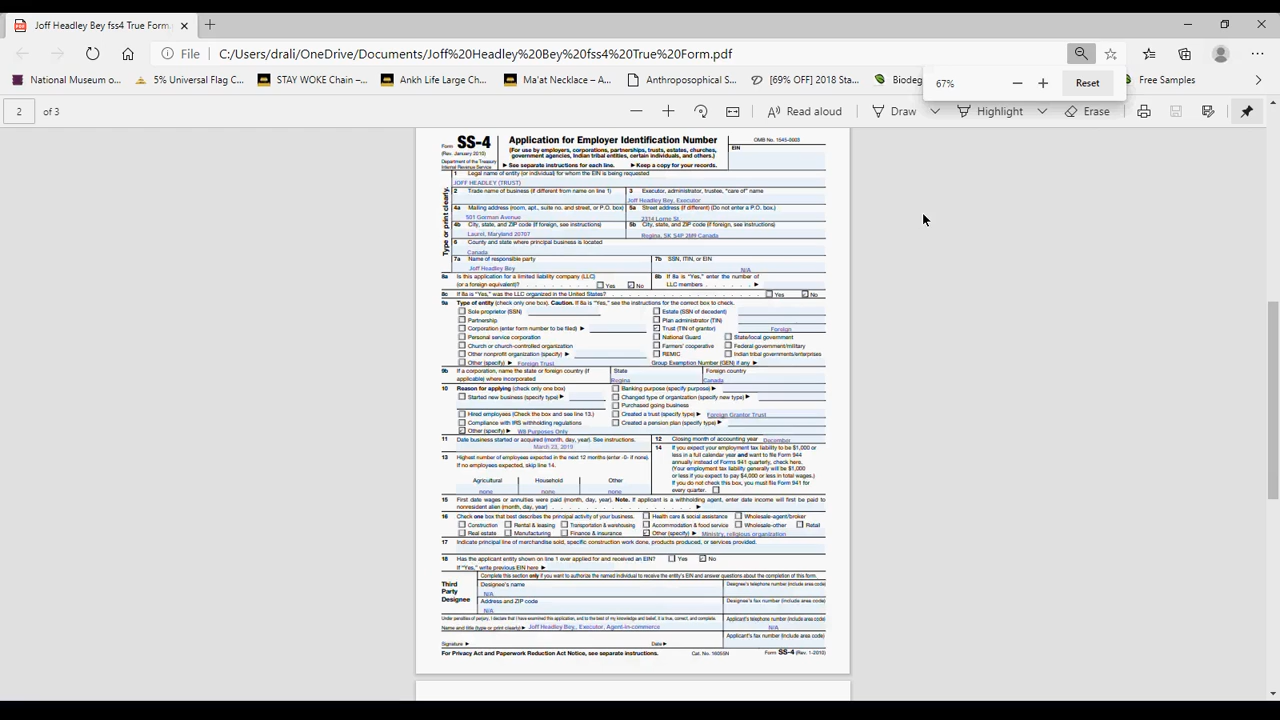 Joff Headley Bey fss4 True Form
File C:/Users/drali/OneDrive/Documents/Joff%20Headley%20Bey%20fss4%20True%20Form.pdf
National Museum o... 5% Universal Flag C... STAY WOKE Chain –... Ankh Life Large Ch... Ma'at Necklace – A... Anthroposophical S... [69% OFF] 2018 Stand... Biodeg Free Samples
67% Reset
2 of 3 Read aloud Draw Highlight Erase
Form SS-4 Application for Employer Identification Number OMB No. 1545-0003
(Rev. January 2010) (For use by employers, corporations, partnerships, trusts, estates, churches, EIN
Department of the Treasury government agencies, Indian tribal entities, certain individuals, and others.)
Internal Revenue Service ▶ See separate instructions for each line. ▶ Keep a copy for your records.
Type or print clearly.
1 Legal name of entity (or individual) for whom the EIN is being requested
JOFF HEADLEY (TRUST)
2 Trade name of business (if different from name on line 1) 3 Executor, administrator, trustee, "care of" name
Joff Headley Bey, Executor
4a Mailing address (room, apt., suite no. and street, or P.O. box) 5a Street address (if different) (Do not enter a P.O. box.)
501 Gorman Avenue 2314 Lorne St.
4b City, state, and ZIP code (if foreign, see instructions) 5b City, state, and ZIP code (if foreign, see instructions)
Laurel, Maryland 20707 Regina, SK S4P 2M9 Canada
6 County and state where principal business is located
Canada
7a Name of responsible party 7b SSN, ITIN, or EIN
Joff Headley Bey N/A
8a Is this application for a limited liability company (LLC) 8b If 8a is "Yes," enter the number of
(or a foreign equivalent)? Yes No LLC members ▶
8c If 8a is "Yes," was the LLC organized in the United States? Yes No
9a Type of entity (check only one box). Caution. If 8a is "Yes," see the instructions for the correct box to check.
Sole proprietor (SSN) Estate (SSN of decedent)
Partnership Plan administrator (TIN)
Corporation (enter form number to be filed) ▶ Trust (TIN of grantor) Foreign
Personal service corporation National Guard State/local government
Church or church-controlled organization Farmers' cooperative Federal government/military
Other nonprofit organization (specify) ▶ REMIC Indian tribal governments/enterprises
Other (specify) ▶ Foreign Trust Group Exemption Number (GEN) if any ▶
9b If a corporation, name the state or foreign country (if State Foreign country
applicable) where incorporated Regina Canada
10 Reason for applying (check only one box) Banking purpose (specify purpose) ▶
Started new business (specify type) ▶ Changed type of organization (specify new type) ▶
Purchased going business
Hired employees (Check the box and see line 13.) Created a trust (specify type) ▶ Foreign Grantor Trust
Compliance with IRS withholding regulations Created a pension plan (specify type) ▶
Other (specify) ▶ W8 Purposes Only
11 Date business started or acquired (month, day, year). See instructions. 12 Closing month of accounting year December
March 23, 2019
14 If you expect your employment tax liability to be $1,000 or
less in a full calendar year and want to file Form 944
annually instead of Forms 941 quarterly, check here.
(Your employment tax liability generally will be $1,000
or less if you expect to pay $4,000 or less in total wages.)
If you do not check this box, you must file Form 941 for
every quarter.
13 Highest number of employees expected in the next 12 months (enter -0- if none).
If no employees expected, skip line 14.
Agricultural Household Other
none none none
15 First date wages or annuities were paid (month, day, year). Note. If applicant is a withholding agent, enter date income will first be paid to
nonresident alien (month, day, year) ▶
16 Check one box that best describes the principal activity of your business. Health care & social assistance Wholesale-agent/broker
Construction Rental & leasing Transportation & warehousing Accommodation & food service Wholesale-other Retail
Real estate Manufacturing Finance & insurance Other (specify) ▶ Ministry, religious organization
17 Indicate principal line of merchandise sold, specific construction work done, products produced, or services provided.
18 Has the applicant entity shown on line 1 ever applied for and received an EIN? Yes No
If "Yes," write previous EIN here ▶
Third Party Designee
Complete this section only if you want to authorize the named individual to receive the entity's EIN and answer questions about the completion of this form.
Designee's name Designee's telephone number (include area code)
N/A
Address and ZIP code Designee's fax number (include area code)
N/A
Under penalties of perjury, I declare that I have examined this application, and to the best of my knowledge and belief, it is true, correct, and complete. Applicant's telephone number (include area code)
Name and title (type or print clearly) ▶ Joff Headley Bey,, Executor, Agent-in-commerce N/A
Applicant's fax number (include area code)
Signature ▶ Date ▶
For Privacy Act and Paperwork Reduction Act Notice, see separate instructions. Cat. No. 16055N Form SS-4 (Rev. 1-2010)